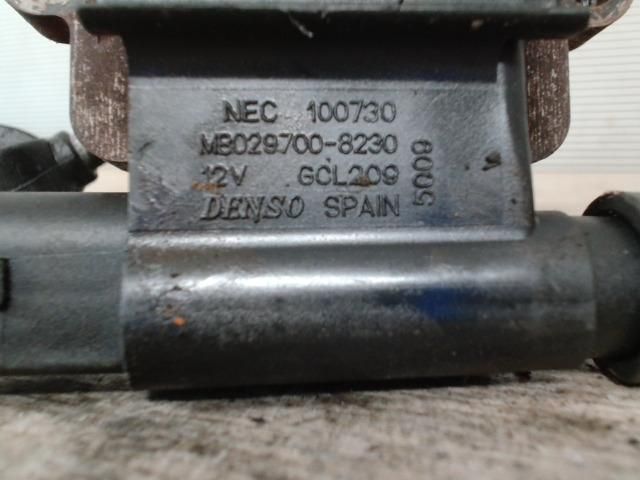 NEC 100730
MB029700-8230
12V GCL209
DENSO SPAIN
5009